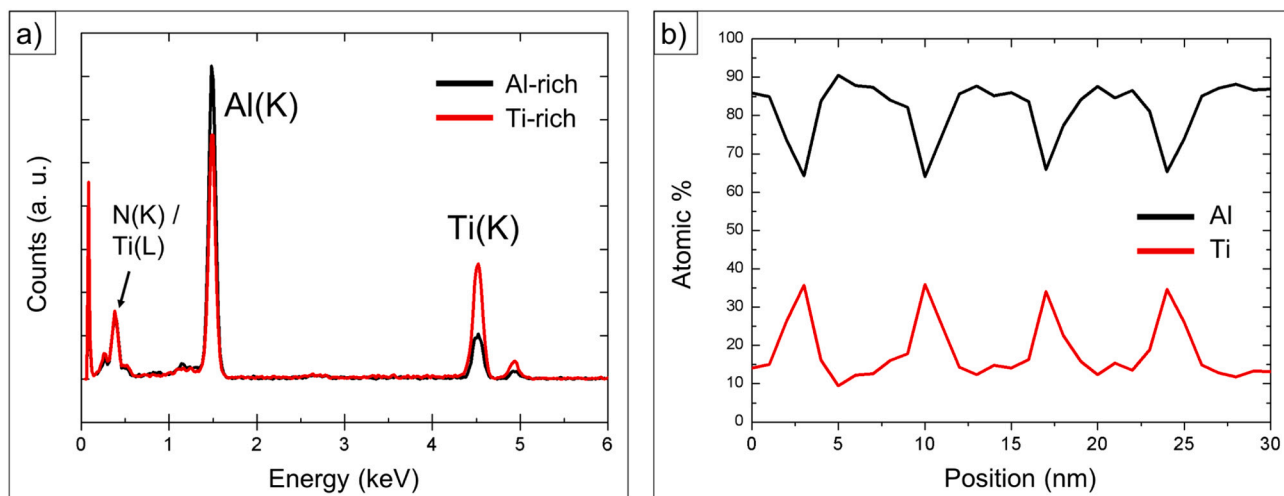 a)
Al-rich
Ti-rich
Al(K)
N(K) /
Ti(L)
Ti(K)
Counts (a. u.)
0 1 2 3 4 5 6
Energy (keV)
b)
100
90
80
70
60
50
40
30
20
10
0
Al
Ti
Atomic %
0 5 10 15 20 25 30
Position (nm)